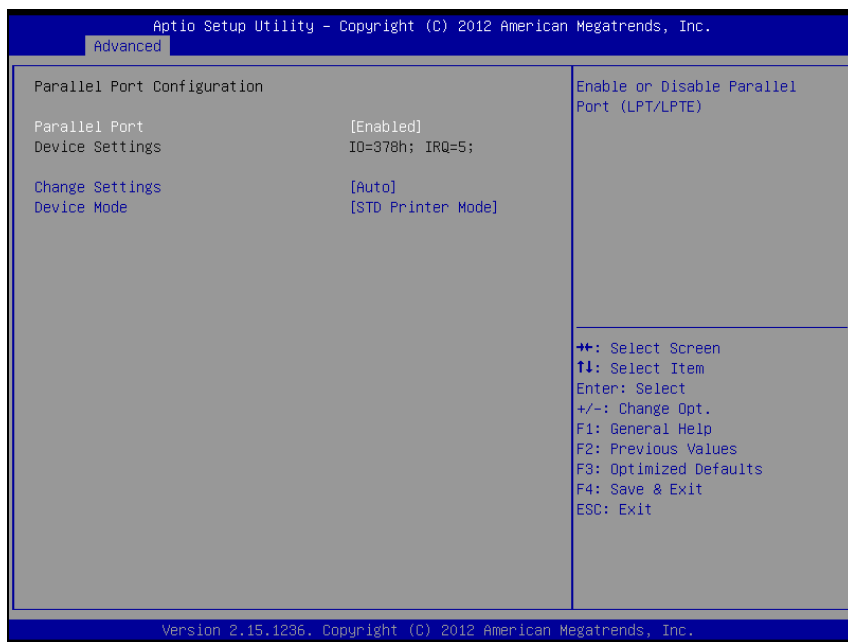 Aptio Setup Utility – Copyright (C) 2012 American Megatrends, Inc.
Advanced
Parallel Port Configuration
Parallel Port [Enabled]
Device Settings IO=378h; IRQ=5;
Change Settings [Auto]
Device Mode [STD Printer Mode]
Enable or Disable Parallel
Port (LPT/LPTE)
→←: Select Screen
↑↓: Select Item
Enter: Select
+/-: Change Opt.
F1: General Help
F2: Previous Values
F3: Optimized Defaults
F4: Save & Exit
ESC: Exit
Version 2.15.1236. Copyright (C) 2012 American Megatrends, Inc.